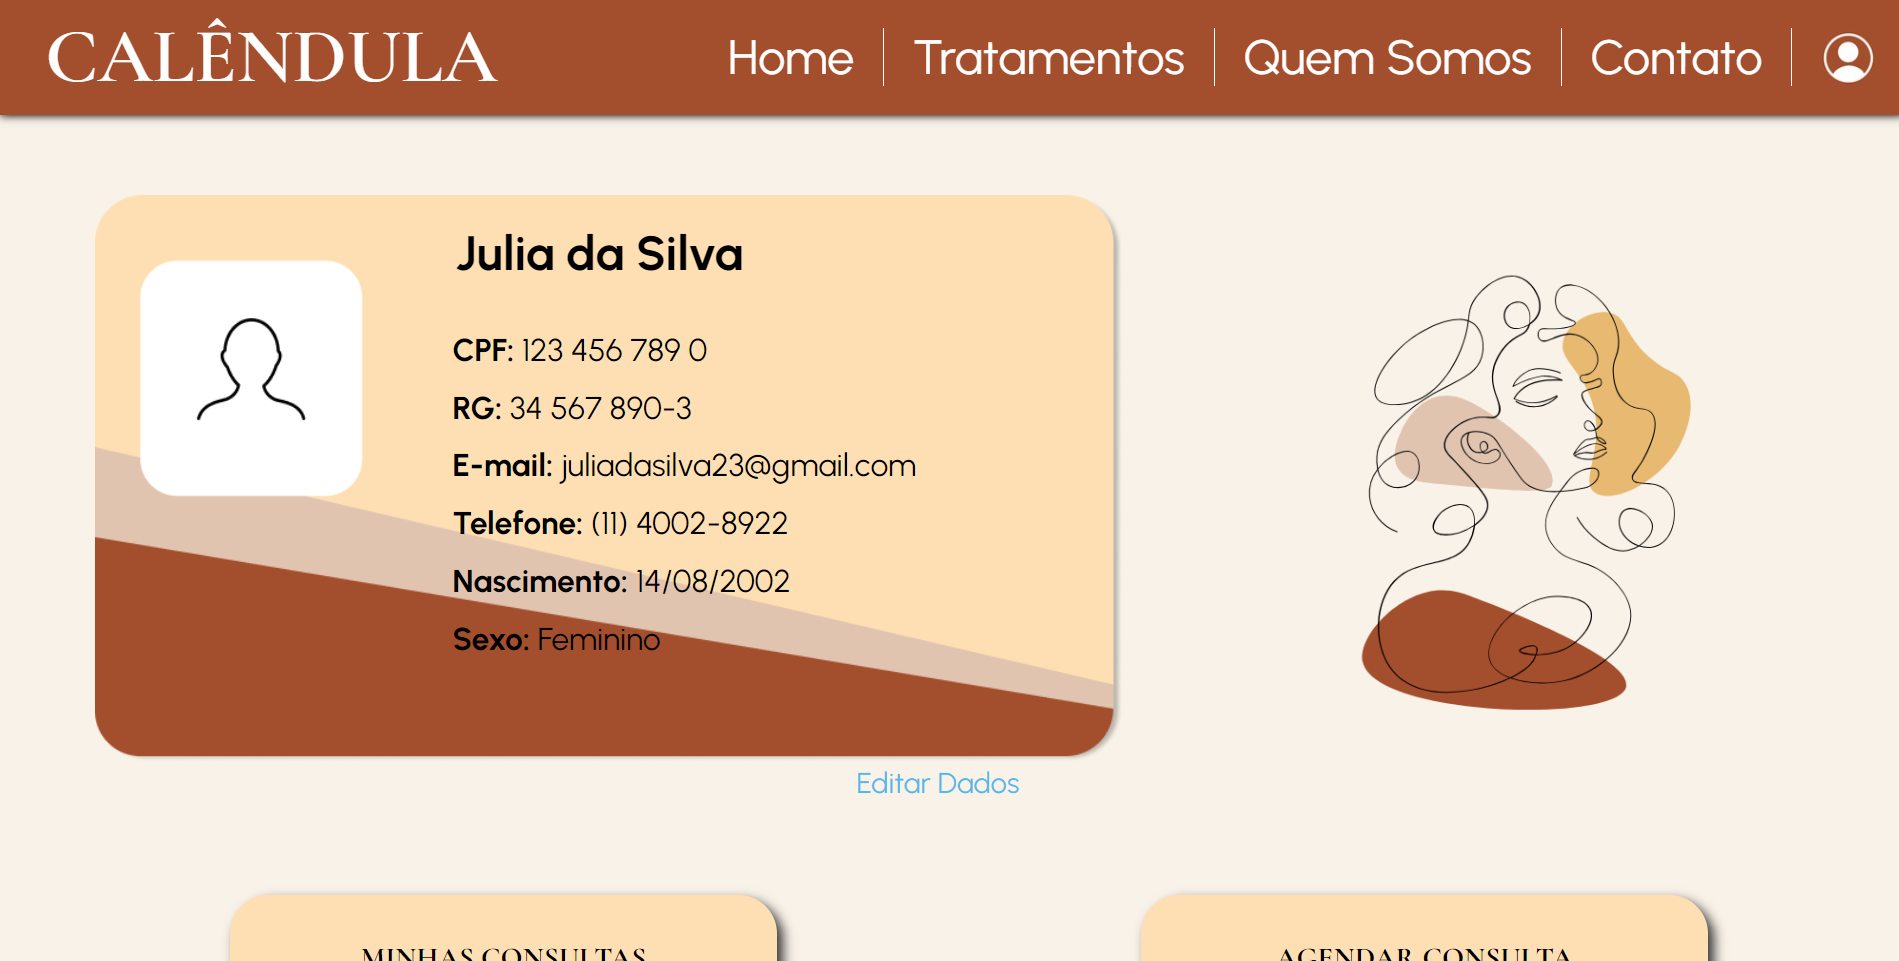 CALÊNDULA
Home
Tratamentos
Quem Somos
Contato
Julia da Silva
CPF: 123 456 789 0
RG: 34 567 890-3
E-mail: juliadasilva23@gmail.com
Telefone: (11) 4002-8922
Nascimento: 14/08/2002
Sexo: Feminino
Editar Dados
MINHAS CONSULTAS
AGENDAR CONSULTA